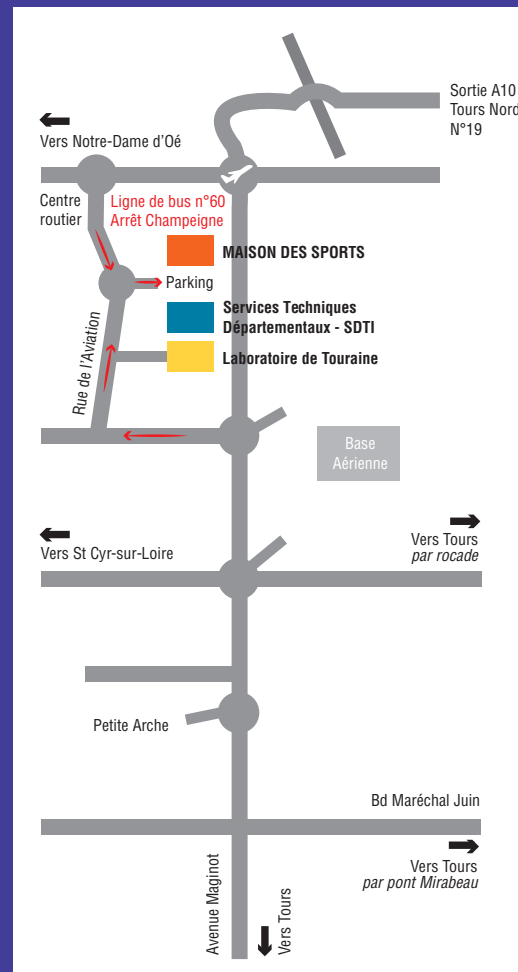 Sortie A10
Tours Nord
N°19
Vers Notre-Dame d’Oé
Centre
routier
Ligne de bus n°60
Arrêt Champeigne
MAISON DES SPORTS
Parking
Services Techniques
Départementaux - SDTI
Laboratoire de Touraine
Rue de l’Aviation
Base
Aérienne
Vers St Cyr-sur-Loire
Vers Tours
par rocade
Petite Arche
Bd Maréchal Juin
Vers Tours
par pont Mirabeau
Avenue Maginot
Vers Tours